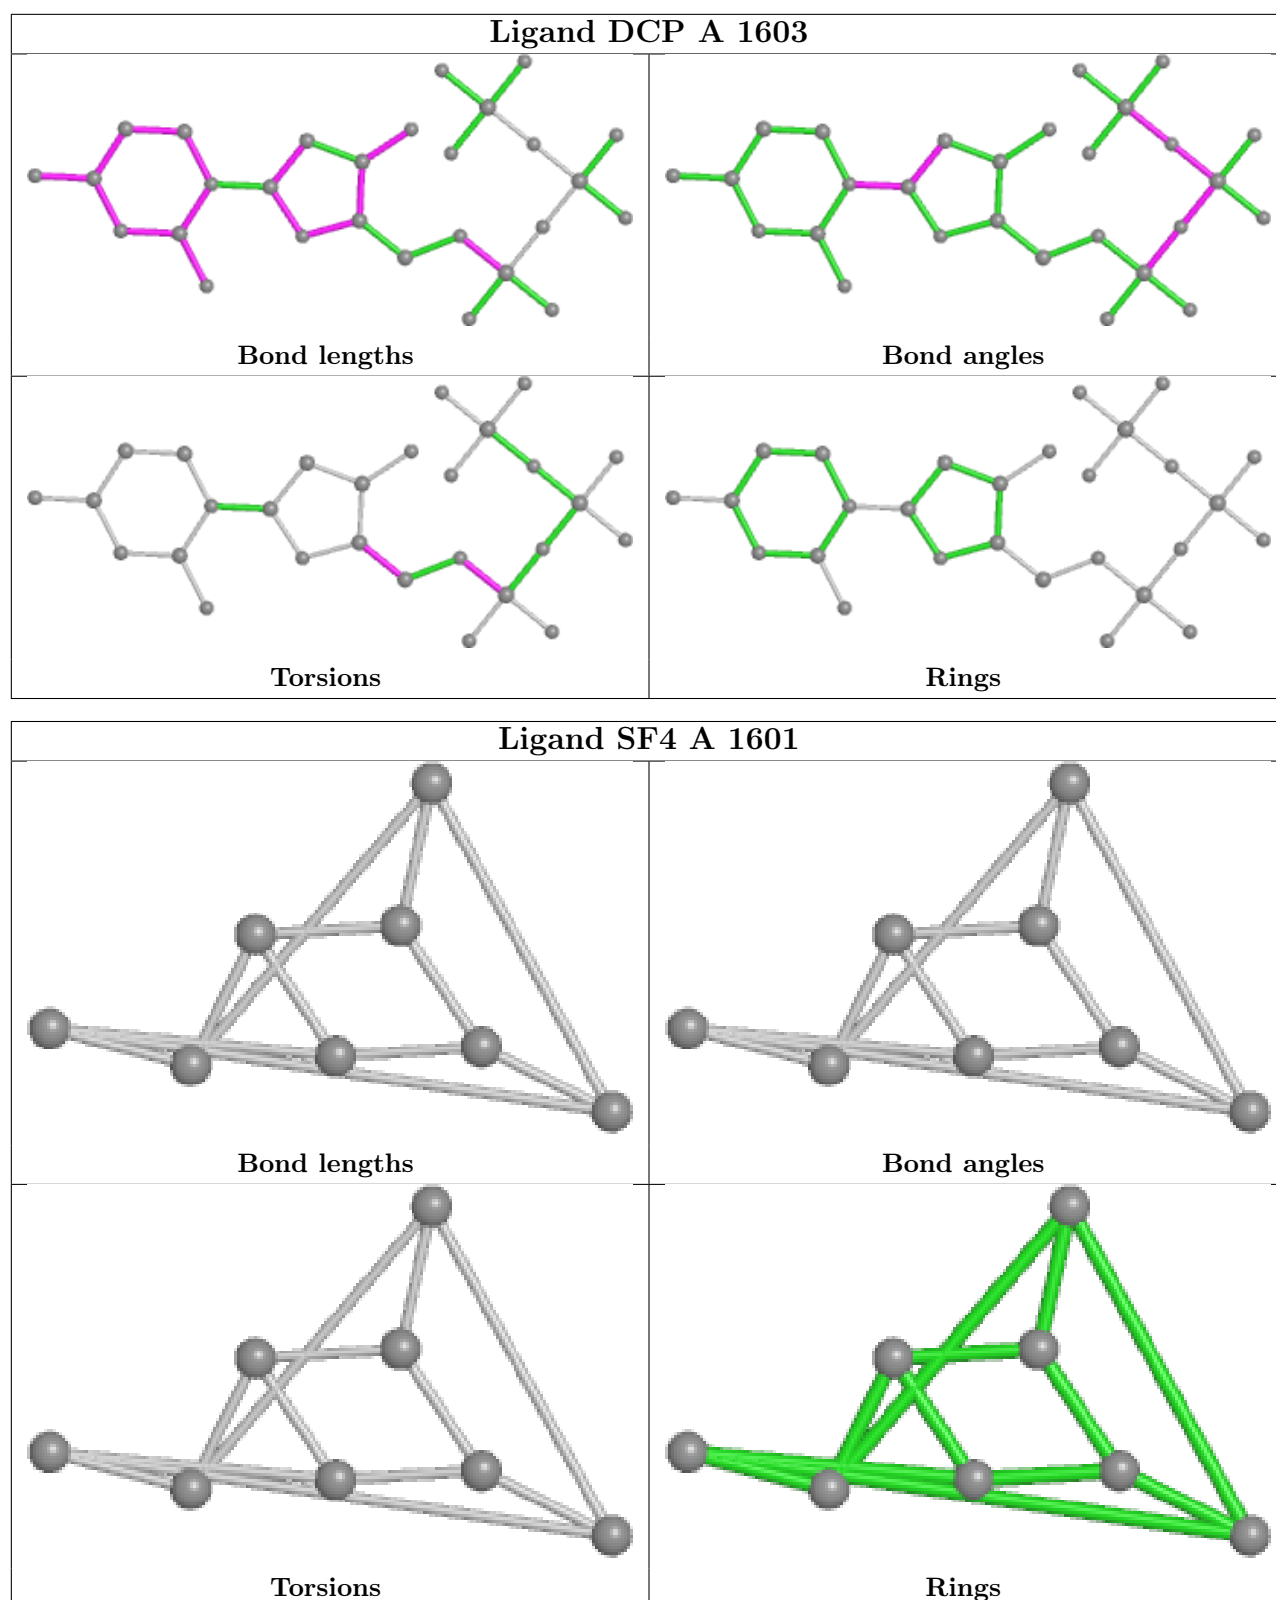 Ligand DCP A 1603
Bond lengths
Bond angles
Torsions
Rings
Ligand SF4 A 1601
Bond lengths
Bond angles
Torsions
Rings